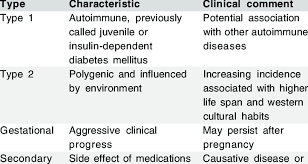 Type Characteristic Clinical comment
Type 1 Autoimmune, previously Potential association
called juvenile or with other autoimmune
insulin-dependent diseases
diabetes mellitus
Type 2 Polygenic and influenced Increasing incidence
by environment associated with higher
life span and western
cultural habits
Gestational Aggressive clinical May persist after
progress pregnancy
Secondary Side effect of medications Causative disease or